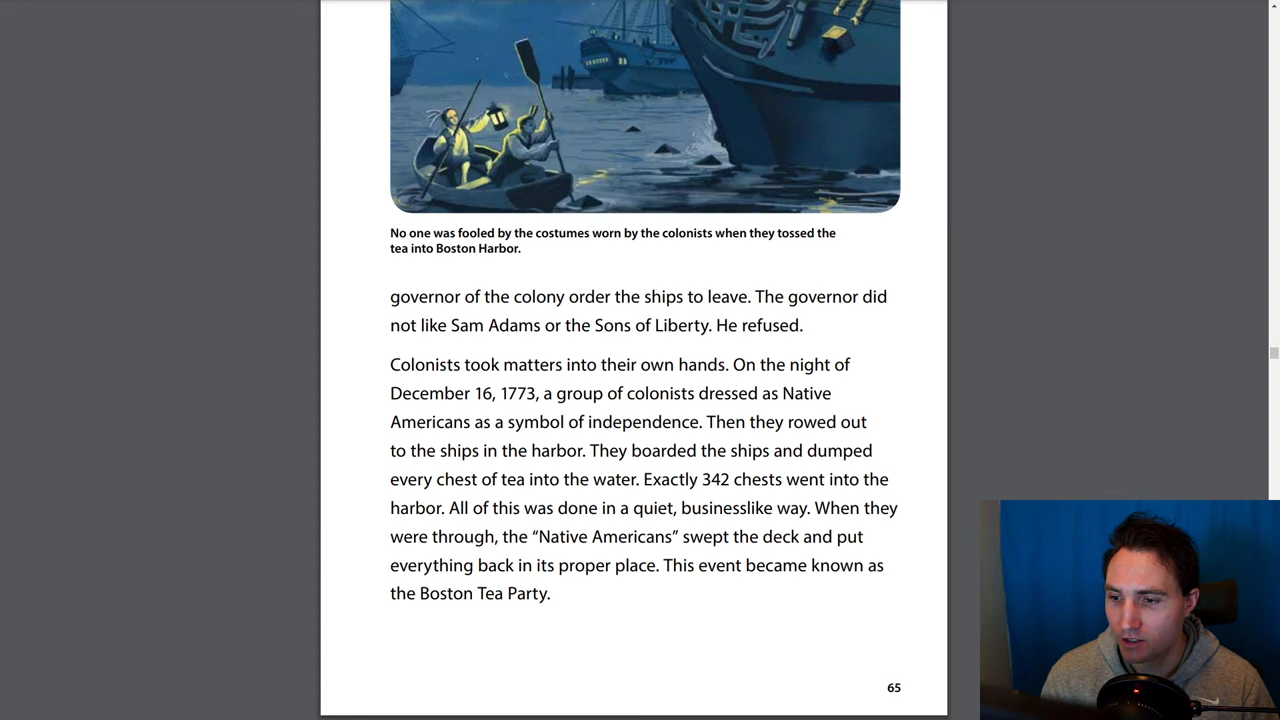 No one was fooled by the costumes worn by the colonists when they tossed the
tea into Boston Harbor.
governor of the colony order the ships to leave. The governor did
not like Sam Adams or the Sons of Liberty. He refused.
Colonists took matters into their own hands. On the night of
December 16, 1773, a group of colonists dressed as Native
Americans as a symbol of independence. Then they rowed out
to the ships in the harbor. They boarded the ships and dumped
every chest of tea into the water. Exactly 342 chests went into the
harbor. All of this was done in a quiet, businesslike way. When they
were through, the “Native Americans” swept the deck and put
everything back in its proper place. This event became known as
the Boston Tea Party.
65